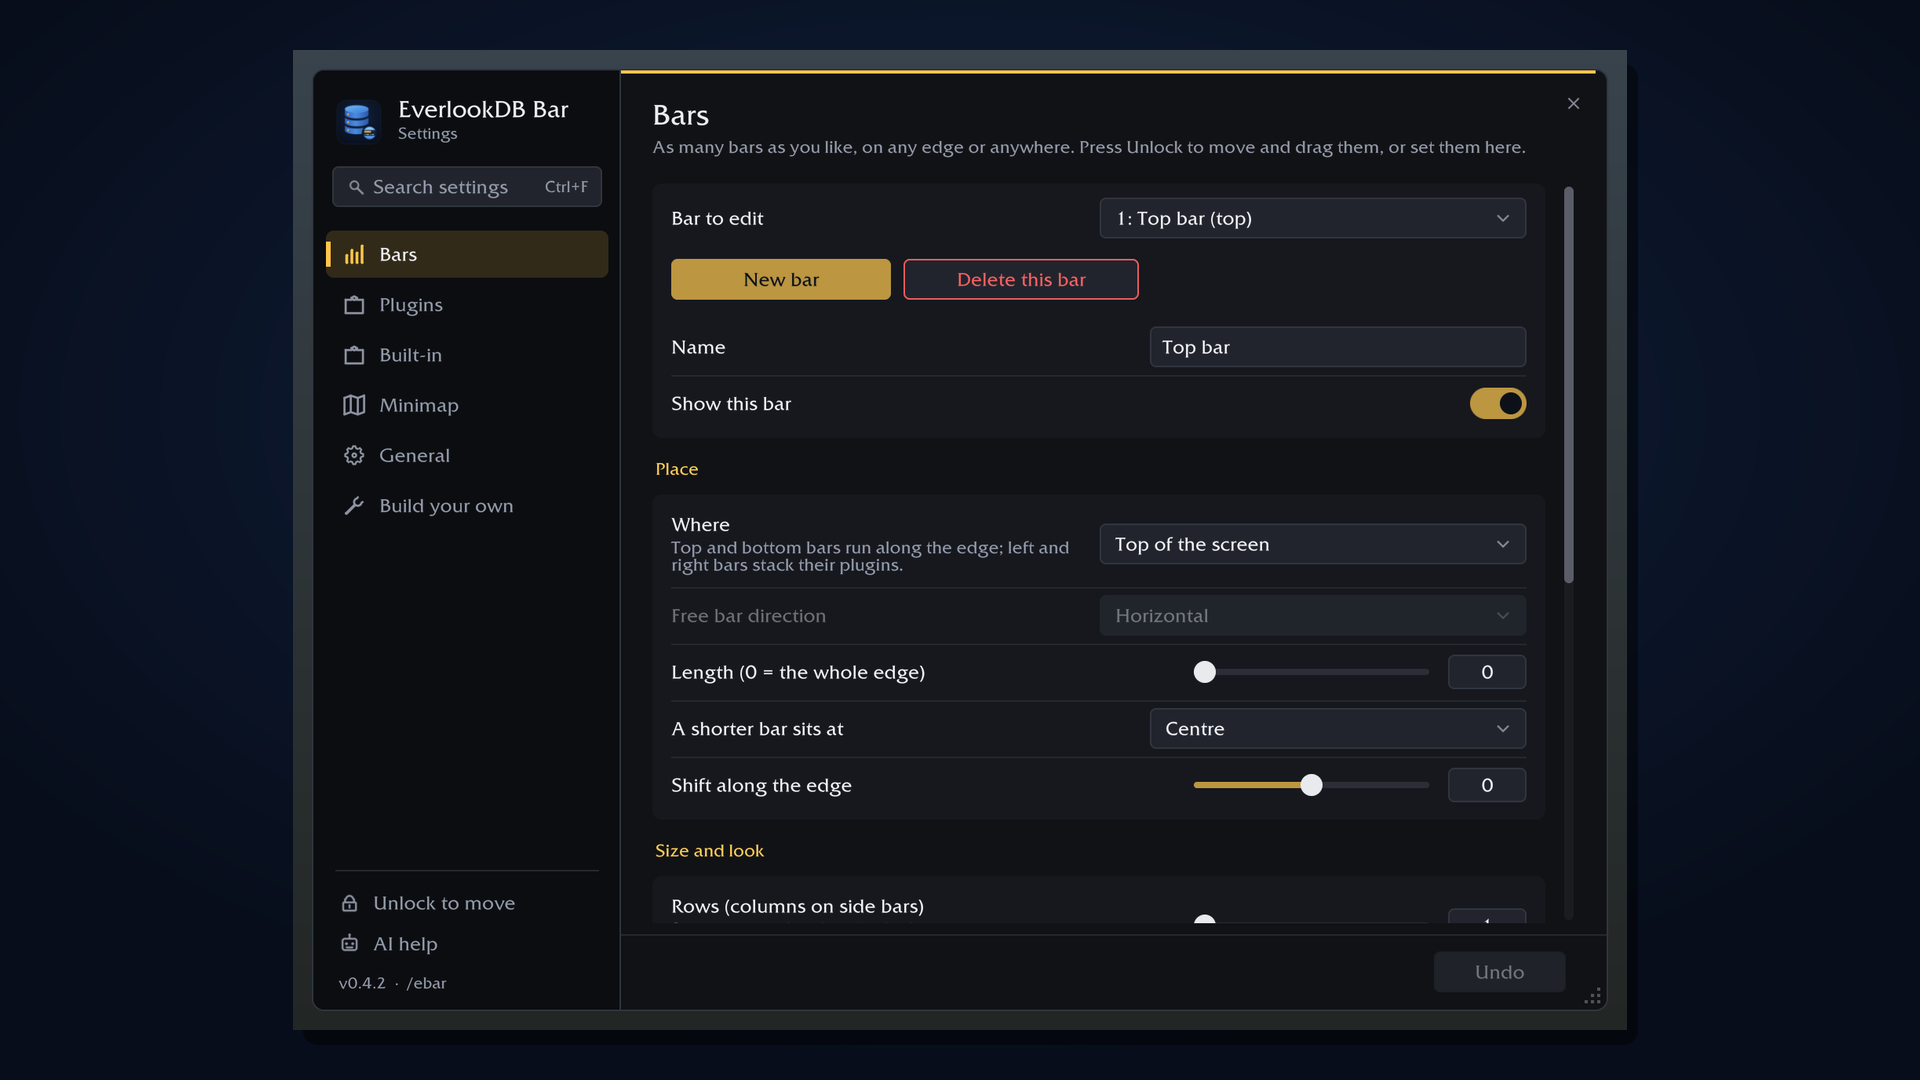 EverlookDB Bar
Settings
Search settings
Ctrl+F
Bars
Plugins
Built-in
Minimap
General
Build your own
Unlock to move
AI help
v0.4.2 · /ebar
Bars
As many bars as you like, on any edge or anywhere. Press Unlock to move and drag them, or set them here.
Bar to edit
1: Top bar (top)
New bar
Delete this bar
Name
Top bar
Show this bar
Place
Where
Top and bottom bars run along the edge; left and
right bars stack their plugins.
Top of the screen
Free bar direction
Horizontal
Length (0 = the whole edge)
0
A shorter bar sits at
Centre
Shift along the edge
0
Size and look
Rows (columns on side bars)
Undo